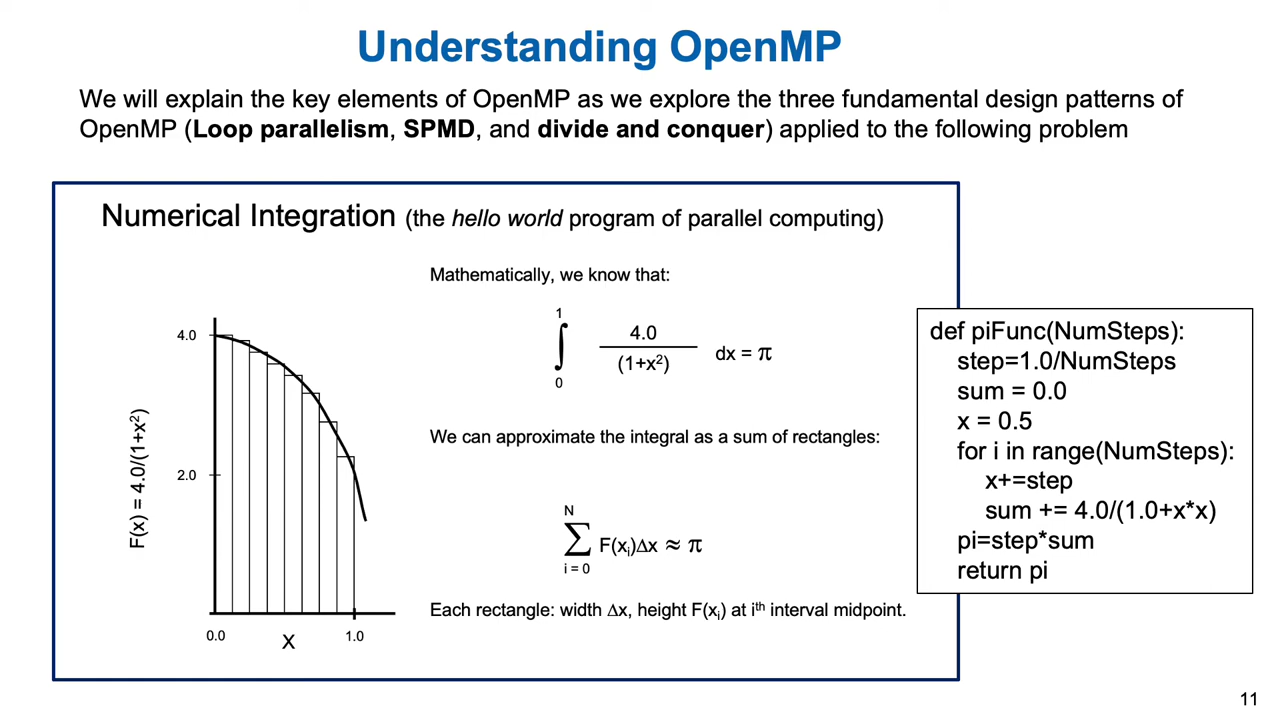 Understanding OpenMP
We will explain the key elements of OpenMP as we explore the three fundamental design patterns of
OpenMP (Loop parallelism, SPMD, and divide and conquer) applied to the following problem
Numerical Integration (the hello world program of parallel computing)
Mathematically, we know that:
1
∫
0
4.0
(1+x²)
dx = π
We can approximate the integral as a sum of rectangles:
N
∑ F(xᵢ)Δx ≈ π
i = 0
Each rectangle: width Δx, height F(xᵢ) at iᵗʰ interval midpoint.
F(x) = 4.0/(1+x²)
4.0
2.0
0.0
1.0
X
def piFunc(NumSteps):
step=1.0/NumSteps
sum = 0.0
x = 0.5
for i in range(NumSteps):
x+=step
sum += 4.0/(1.0+x*x)
pi=step*sum
return pi
11